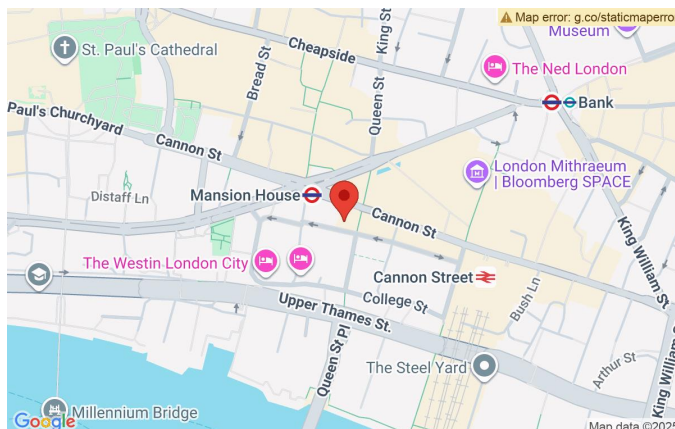 Map error: g.co/staticmaperro
Museum
St. Paul's Cathedral
Cheapside
King St
The Ned London
Bread St
Queen St
Bank
Paul's Churchyard
Cannon St
London Mithraeum
| Bloomberg SPACE
Distaff Ln
Mansion House
Cannon St
King William St
The Westin London City
Cannon Street
College St
Bush Ln
Upper Thames St.
Queen St Pl
The Steel Yard
Arthur St
King William S
Millennium Bridge
Google
Map data ©2025